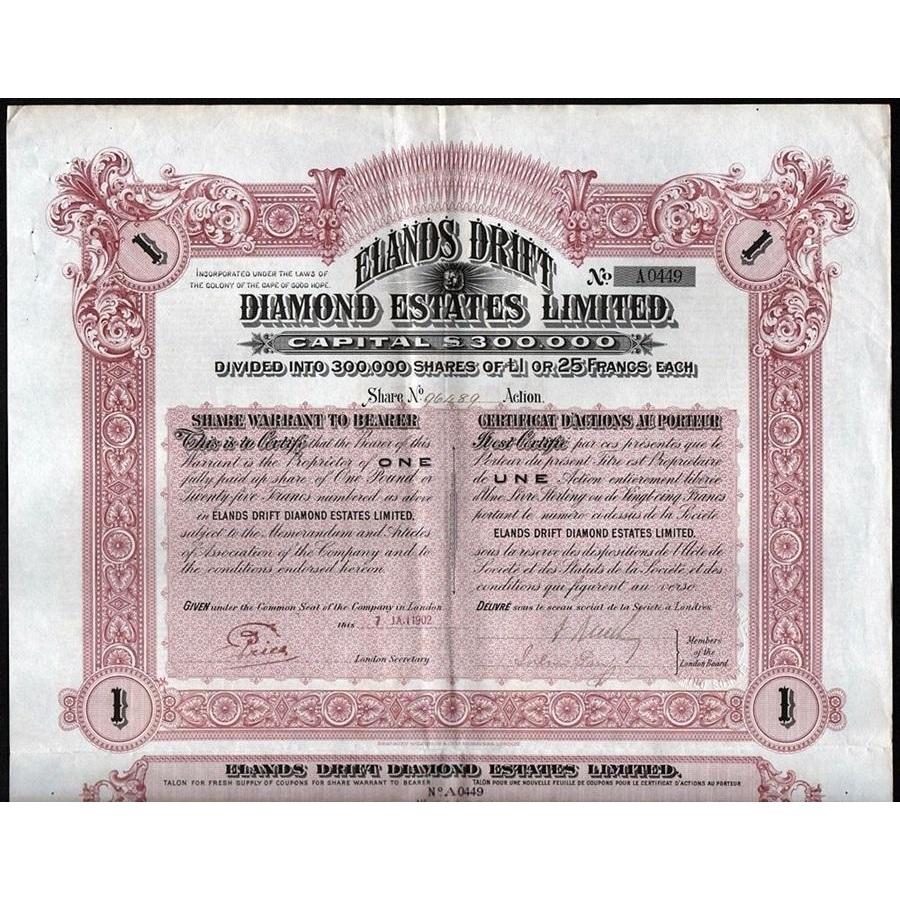 ELANDS DRIFT
DIAMOND ESTATES LIMITED.
INCORPORATED UNDER THE LAWS OF
THE COLONY OF THE CAPE OF GOOD HOPE.
No. A0449
CAPITAL $300,000
DIVIDED INTO 300,000 SHARES OF £1 OR 25 FRANCS EACH
Share No 96489 Action.
SHARE WARRANT TO BEARER
This is to Certify that the Bearer of this
Warrant is the Proprietor of ONE
fully paid up share of One Pound or
Twenty-five Francs numbered as above
in ELANDS DRIFT DIAMOND ESTATES LIMITED,
subject to the Memorandum and Articles
of Association of the Company and to
the conditions endorsed hereon.
GIVEN under the Common Seal of the Company in London
this 7 JAN 1902
Price
London Secretary
CERTIFICAT D'ACTIONS AU PORTEUR
Il est Certifié par ces présentes que le
Porteur du présent Titre est Propriétaire
de UNE Action entièrement libérée
d'Une Livre Sterling ou de Vingt cinq Francs
portant le numéro ci-dessus de la Société
ELANDS DRIFT DIAMOND ESTATES LIMITED.
sous la réserve des dispositions de l'Acte de
Société et des Statuts de la Société et des
conditions qui figurent au verso.
DELIVRÉ sous le sceau social de la Société à Londres.
Members
of the
London Board
1
1
1
1
ELANDS DRIFT DIAMOND ESTATES LIMITED.
TALON FOR FRESH SUPPLY OF COUPONS FOR SHARE WARRANT TO BEARER
TALON POUR UNE NOUVELLE FEUILLE DE COUPONS POUR LE CERTIFICAT D'ACTIONS AU PORTEUR
No A0449